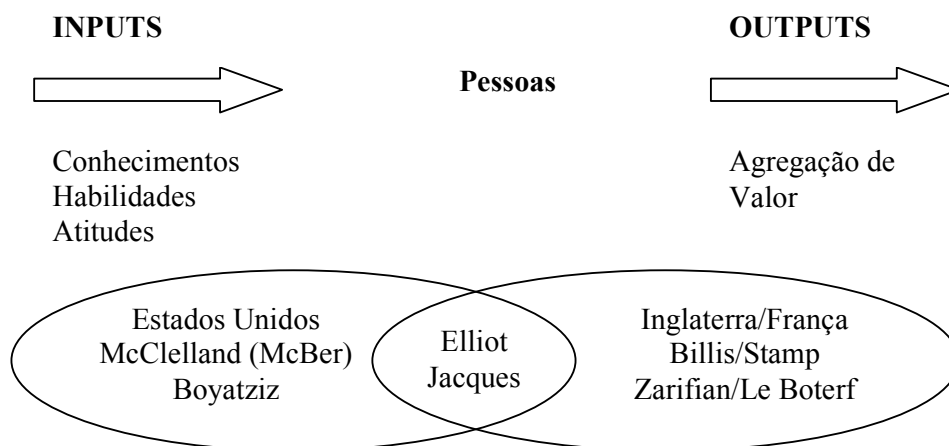 INPUTS
OUTPUTS
Pessoas
Conhecimentos
Habilidades
Atitudes
Agregação de
Valor
Estados Unidos
McClelland (McBer)
Boyatziz
Elliot
Jacques
Inglaterra/França
Billis/Stamp
Zarifian/Le Boterf